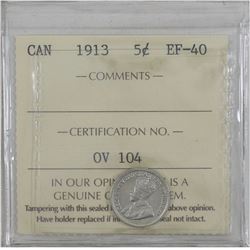 CAN 1913 5¢ EF-40
— COMMENTS —
— CERTIFICATION NO. —
OV 104
IN OUR OPIN IS A
GENUINE C EM.
Tampering with this sealed above opinion.
Have holder replaced if seal not intact.